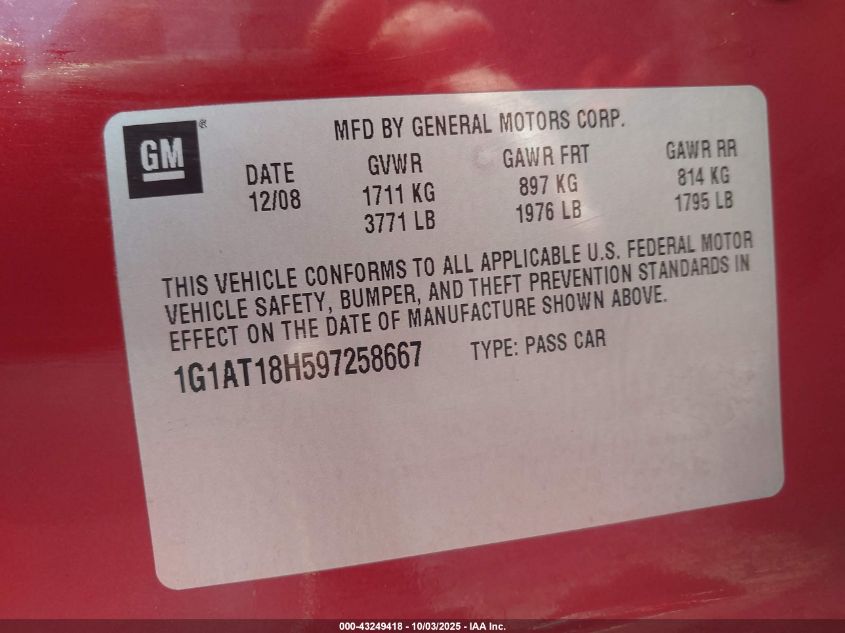 GM®
MFD BY GENERAL MOTORS CORP.
DATE GVWR GAWR FRT GAWR RR
12/08 1711 KG 897 KG 814 KG
3771 LB 1976 LB 1795 LB
THIS VEHICLE CONFORMS TO ALL APPLICABLE U.S. FEDERAL MOTOR
VEHICLE SAFETY, BUMPER, AND THEFT PREVENTION STANDARDS IN
EFFECT ON THE DATE OF MANUFACTURE SHOWN ABOVE.
1G1AT18H597258667 TYPE: PASS CAR
000-43249418 - 10/03/2025 - IAA Inc.